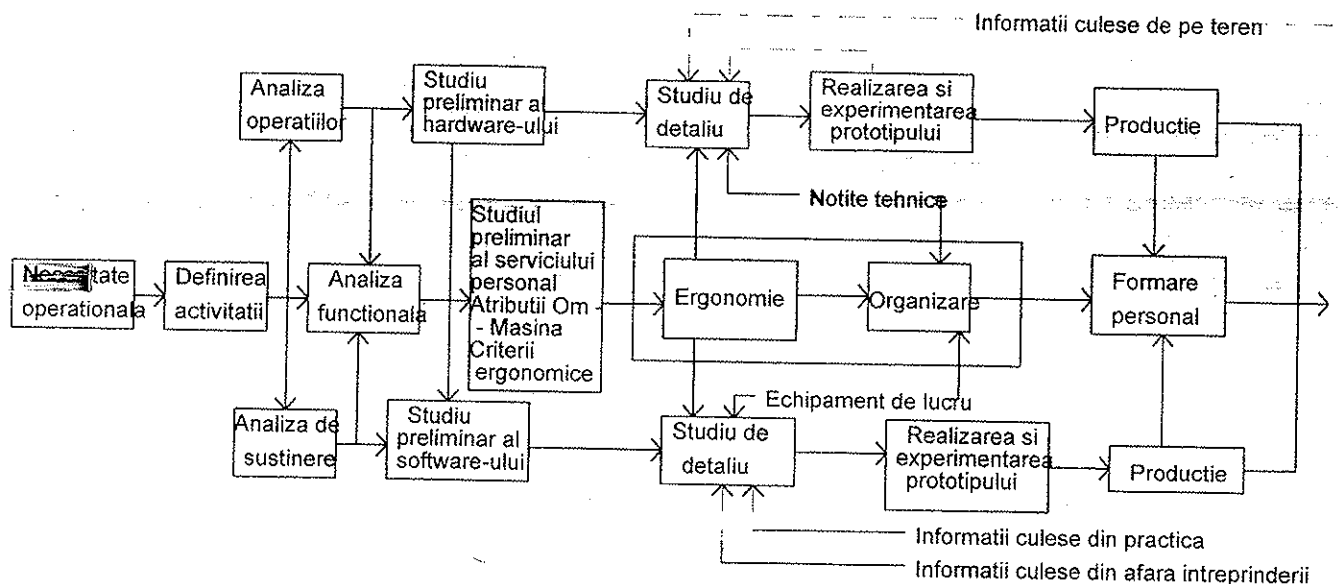 Informatii culese de pe teren
Analiza
operatiilor
Studiu
preliminar al
hardware-ului
Studiu de
detaliu
Realizarea si
experimentarea
prototipului
Productie
Notite tehnice
operationala
Definirea
activitatii
Analiza
functionala
Studiul
preliminar
al serviciului
personal
Atributii Om
- Masina
Criterii
ergonomice
Ergonomie
Organizare
Formare
personal
Echipament de lucru
Analiza de
sustinere
Studiu
preliminar al
software-ului
Studiu de
detaliu
Realizarea si
experimentarea
prototipului
Productie
Informatii culese din practica
Informatii culese din afara intreprinderii